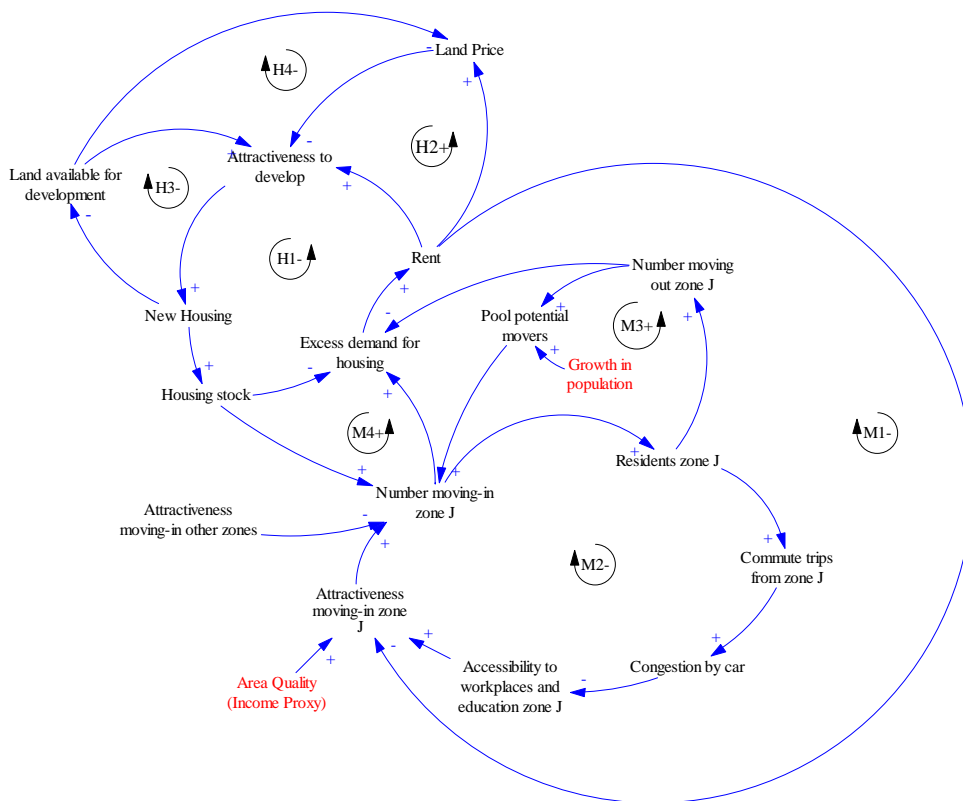 H4-
-
Land Price
+
H2+
-
+
Attractiveness to
develop
Land available for
development
H3-
-
+
H1-
Rent
Number moving
out zone J
+
+
New Housing
-
+
+
Pool potential
movers
M3+
Excess demand for
housing
+
Growth in
population
+
-
Housing stock
+
M4+
M1-
+
+
+
Residents zone J
Number moving-in
zone J
Attractiveness
moving-in other zones
-
+
+
M2-
Commute trips
from zone J
Attractiveness
moving-in zone
J
+
-
+
+
Area Quality
(Income Proxy)
Accessibility to
workplaces and
education zone J
-
Congestion by car